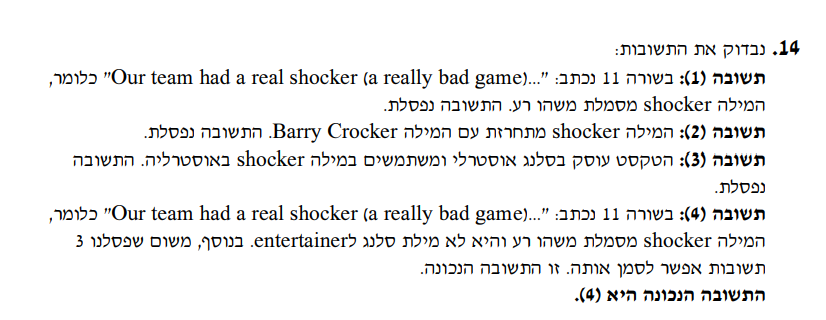 14. נבדוק את התשובות:
תשובה (1): בשורה 11 נכתב: "...Our team had a real shocker (a really bad game)" כלומר,
המילה shocker מסמלת משהו רע. התשובה נפסלת.
תשובה (2): המילה shocker מתחרזת עם המילה Barry Crocker. התשובה נפסלת.
תשובה (3): הטקסט עוסק בסלנג אוסטרלי ומשתמשים במילה shocker באוסטרליה. התשובה
נפסלת.
תשובה (4): בשורה 11 נכתב: "...Our team had a real shocker (a really bad game)" כלומר,
המילה shocker מסמלת משהו רע והיא לא מילת סלנג לentertainer. בנוסף, משום שפסלנו 3
תשובות אפשר לסמן אותה. זו התשובה הנכונה.
התשובה הנכונה היא (4).